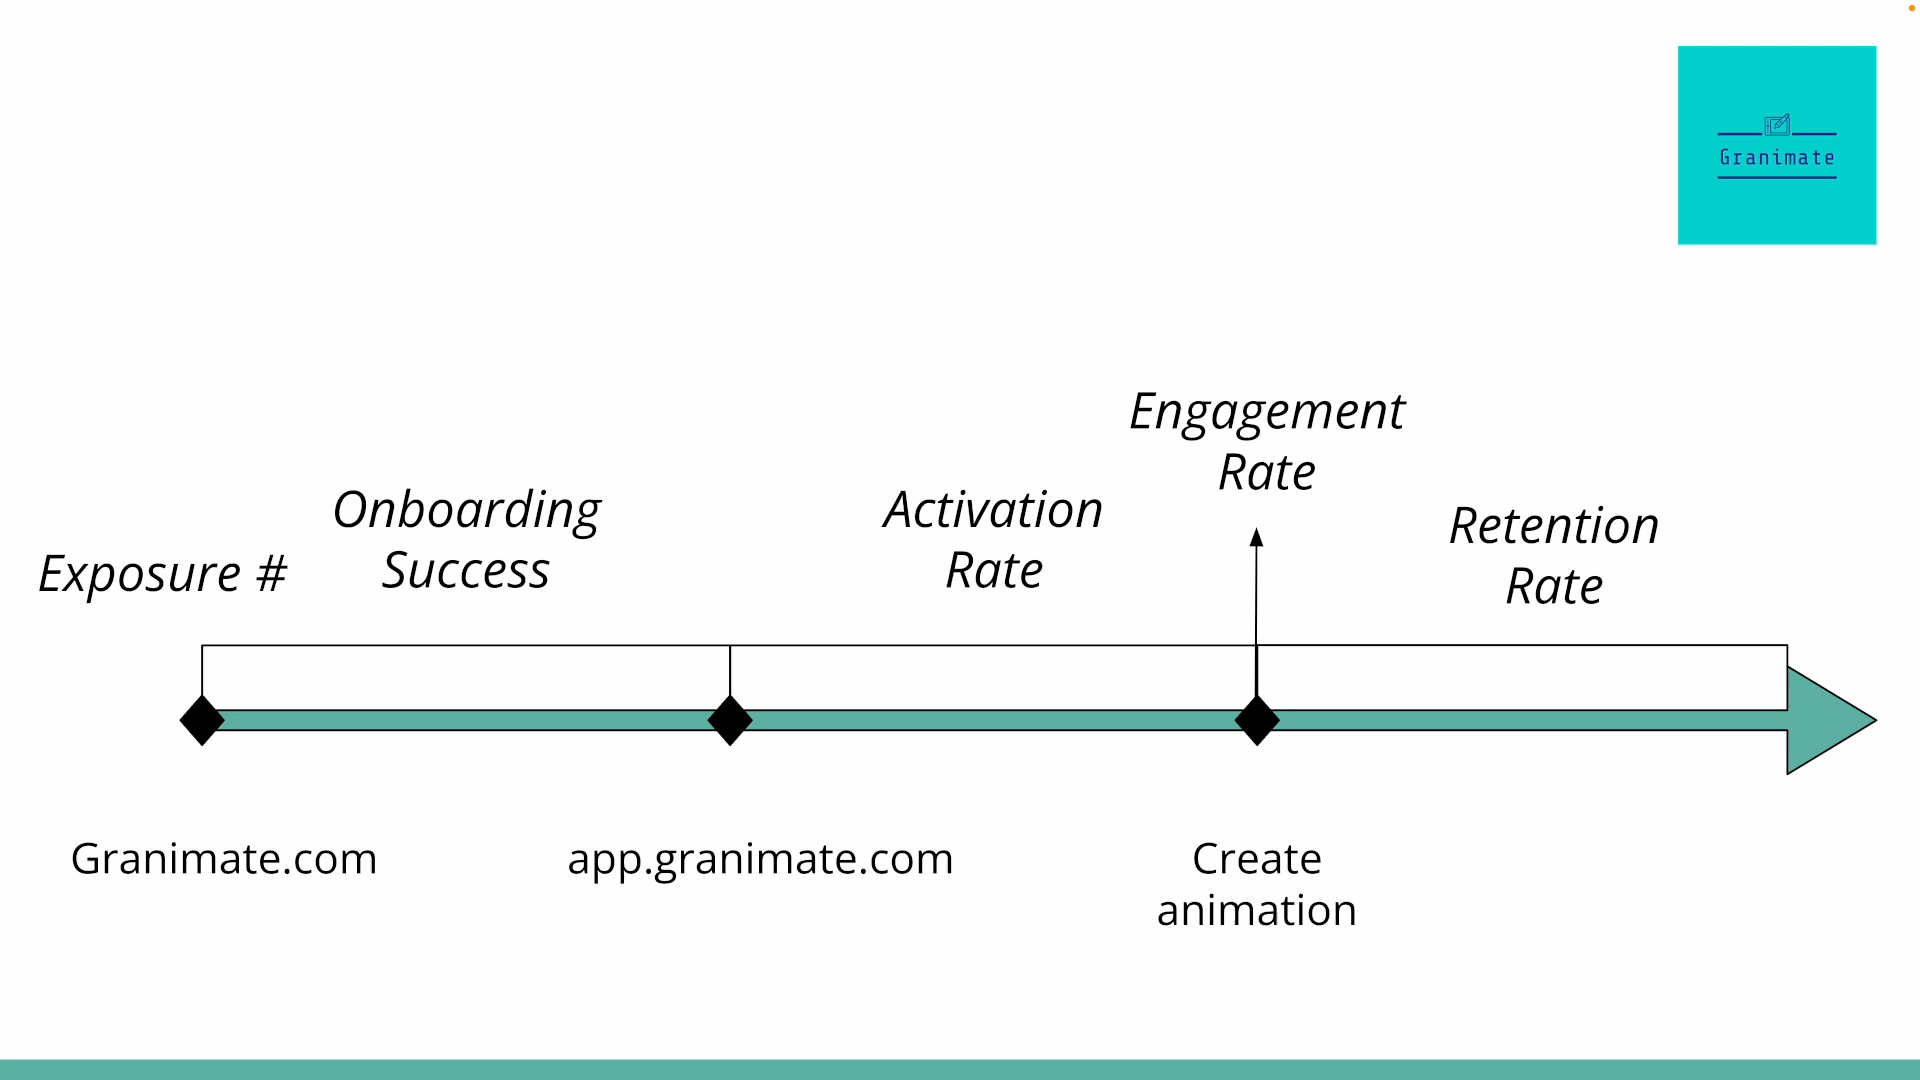 Granimate
Engagement
Rate
Onboarding
Success
Activation
Rate
Retention
Rate
Exposure #
Granimate.com
app.granimate.com
Create
animation